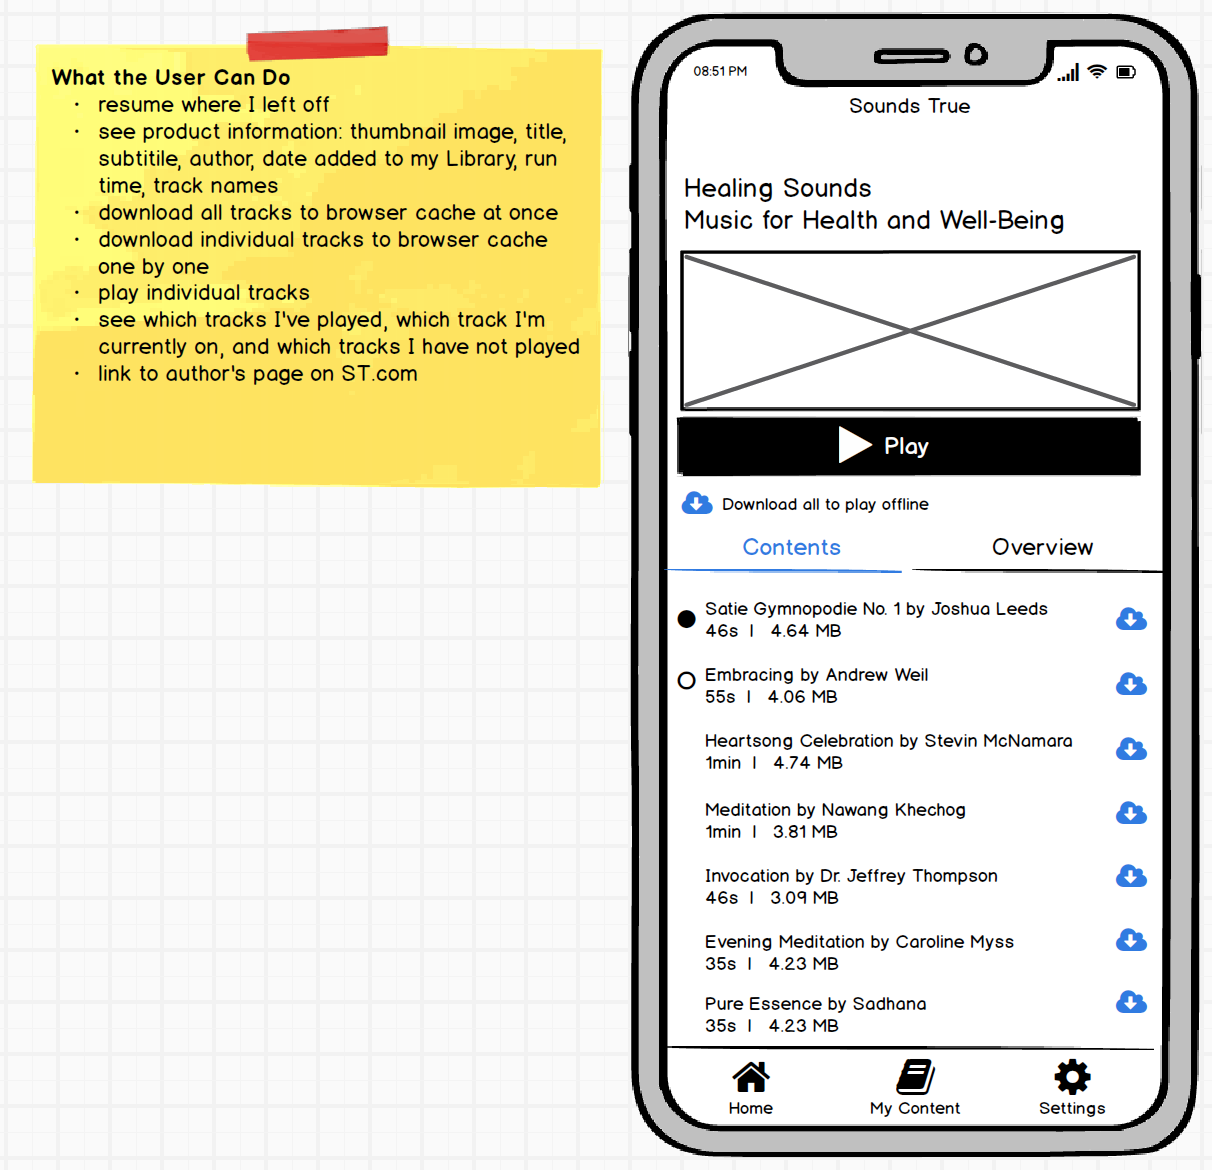 What the User Can Do
· resume where I left off
· see product information: thumbnail image, title,
subtitile, author, date added to my Library, run
time, track names
· download all tracks to browser cache at once
· download individual tracks to browser cache
one by one
· play individual tracks
· see which tracks I've played, which track I'm
currently on, and which tracks I have not played
· link to author's page on ST.com
08:51 PM
Sounds True
Healing Sounds
Music for Health and Well-Being
Play
Download all to play offline
Contents Overview
Satie Gymnopodie No. 1 by Joshua Leeds
46s | 4.64 MB
Embracing by Andrew Weil
55s | 4.06 MB
Heartsong Celebration by Stevin McNamara
1min | 4.74 MB
Meditation by Nawang Khechog
1min | 3.81 MB
Invocation by Dr. Jeffrey Thompson
46s | 3.09 MB
Evening Meditation by Caroline Myss
35s | 4.23 MB
Pure Essence by Sadhana
35s | 4.23 MB
Home My Content Settings